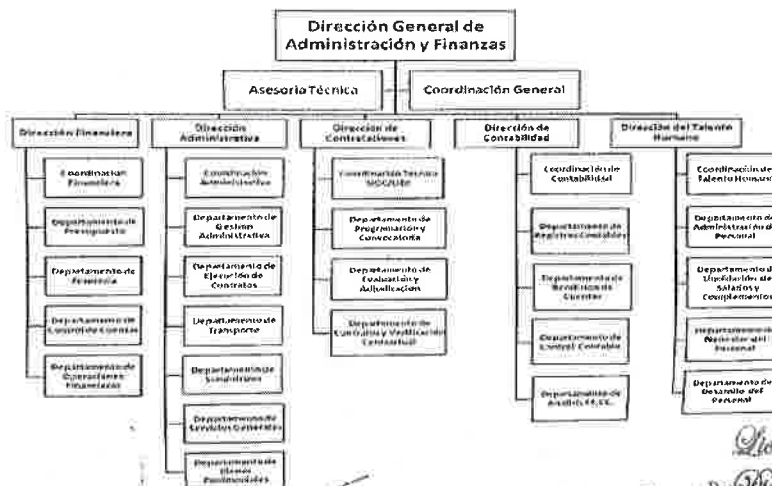 Dirección General de
Administración y Finanzas
Asesoría Técnica
Coordinación General
Dirección Financiera
Coordinación
Financiera
Departamento de
Presupuesto
Departamento de
Departamento de
Control de Cuentas
Departamento de
Operaciones
Financieras
Dirección
Administrativa
Coordinación
Administrativa
Departamento de
Gestion
Administrativa
Departamento de
Ejecución de
Contratos
Departamento de
Transporte
Departamento de
Suministros
Departamento de
Servicios Generales
Departamento de
Bienes
Patrimoniales
Dirección de
Contrataciones
Coordinación Técnica
Departamento de
Programación y
Convocatoria
Departamento de
Evaluación y
Adjudicación
Departamento de
Contratos y Verificación
Contractual
Dirección de
Contabilidad
Coordinación de
Contabilidad
Departamento de
Registros Contables
Departamento de
Rendición de
Cuentas
Departamento de
Control Contable
Departamento de
Dirección del Talento
Humano
Coordinación de
Talento Humano
Departamento de
Administración de
Personal
Departamento de
Liquidación de
Salarios y
Complementos
Departamento de
Bienestar del
Personal
Departamento de
Desarrollo del
Personal